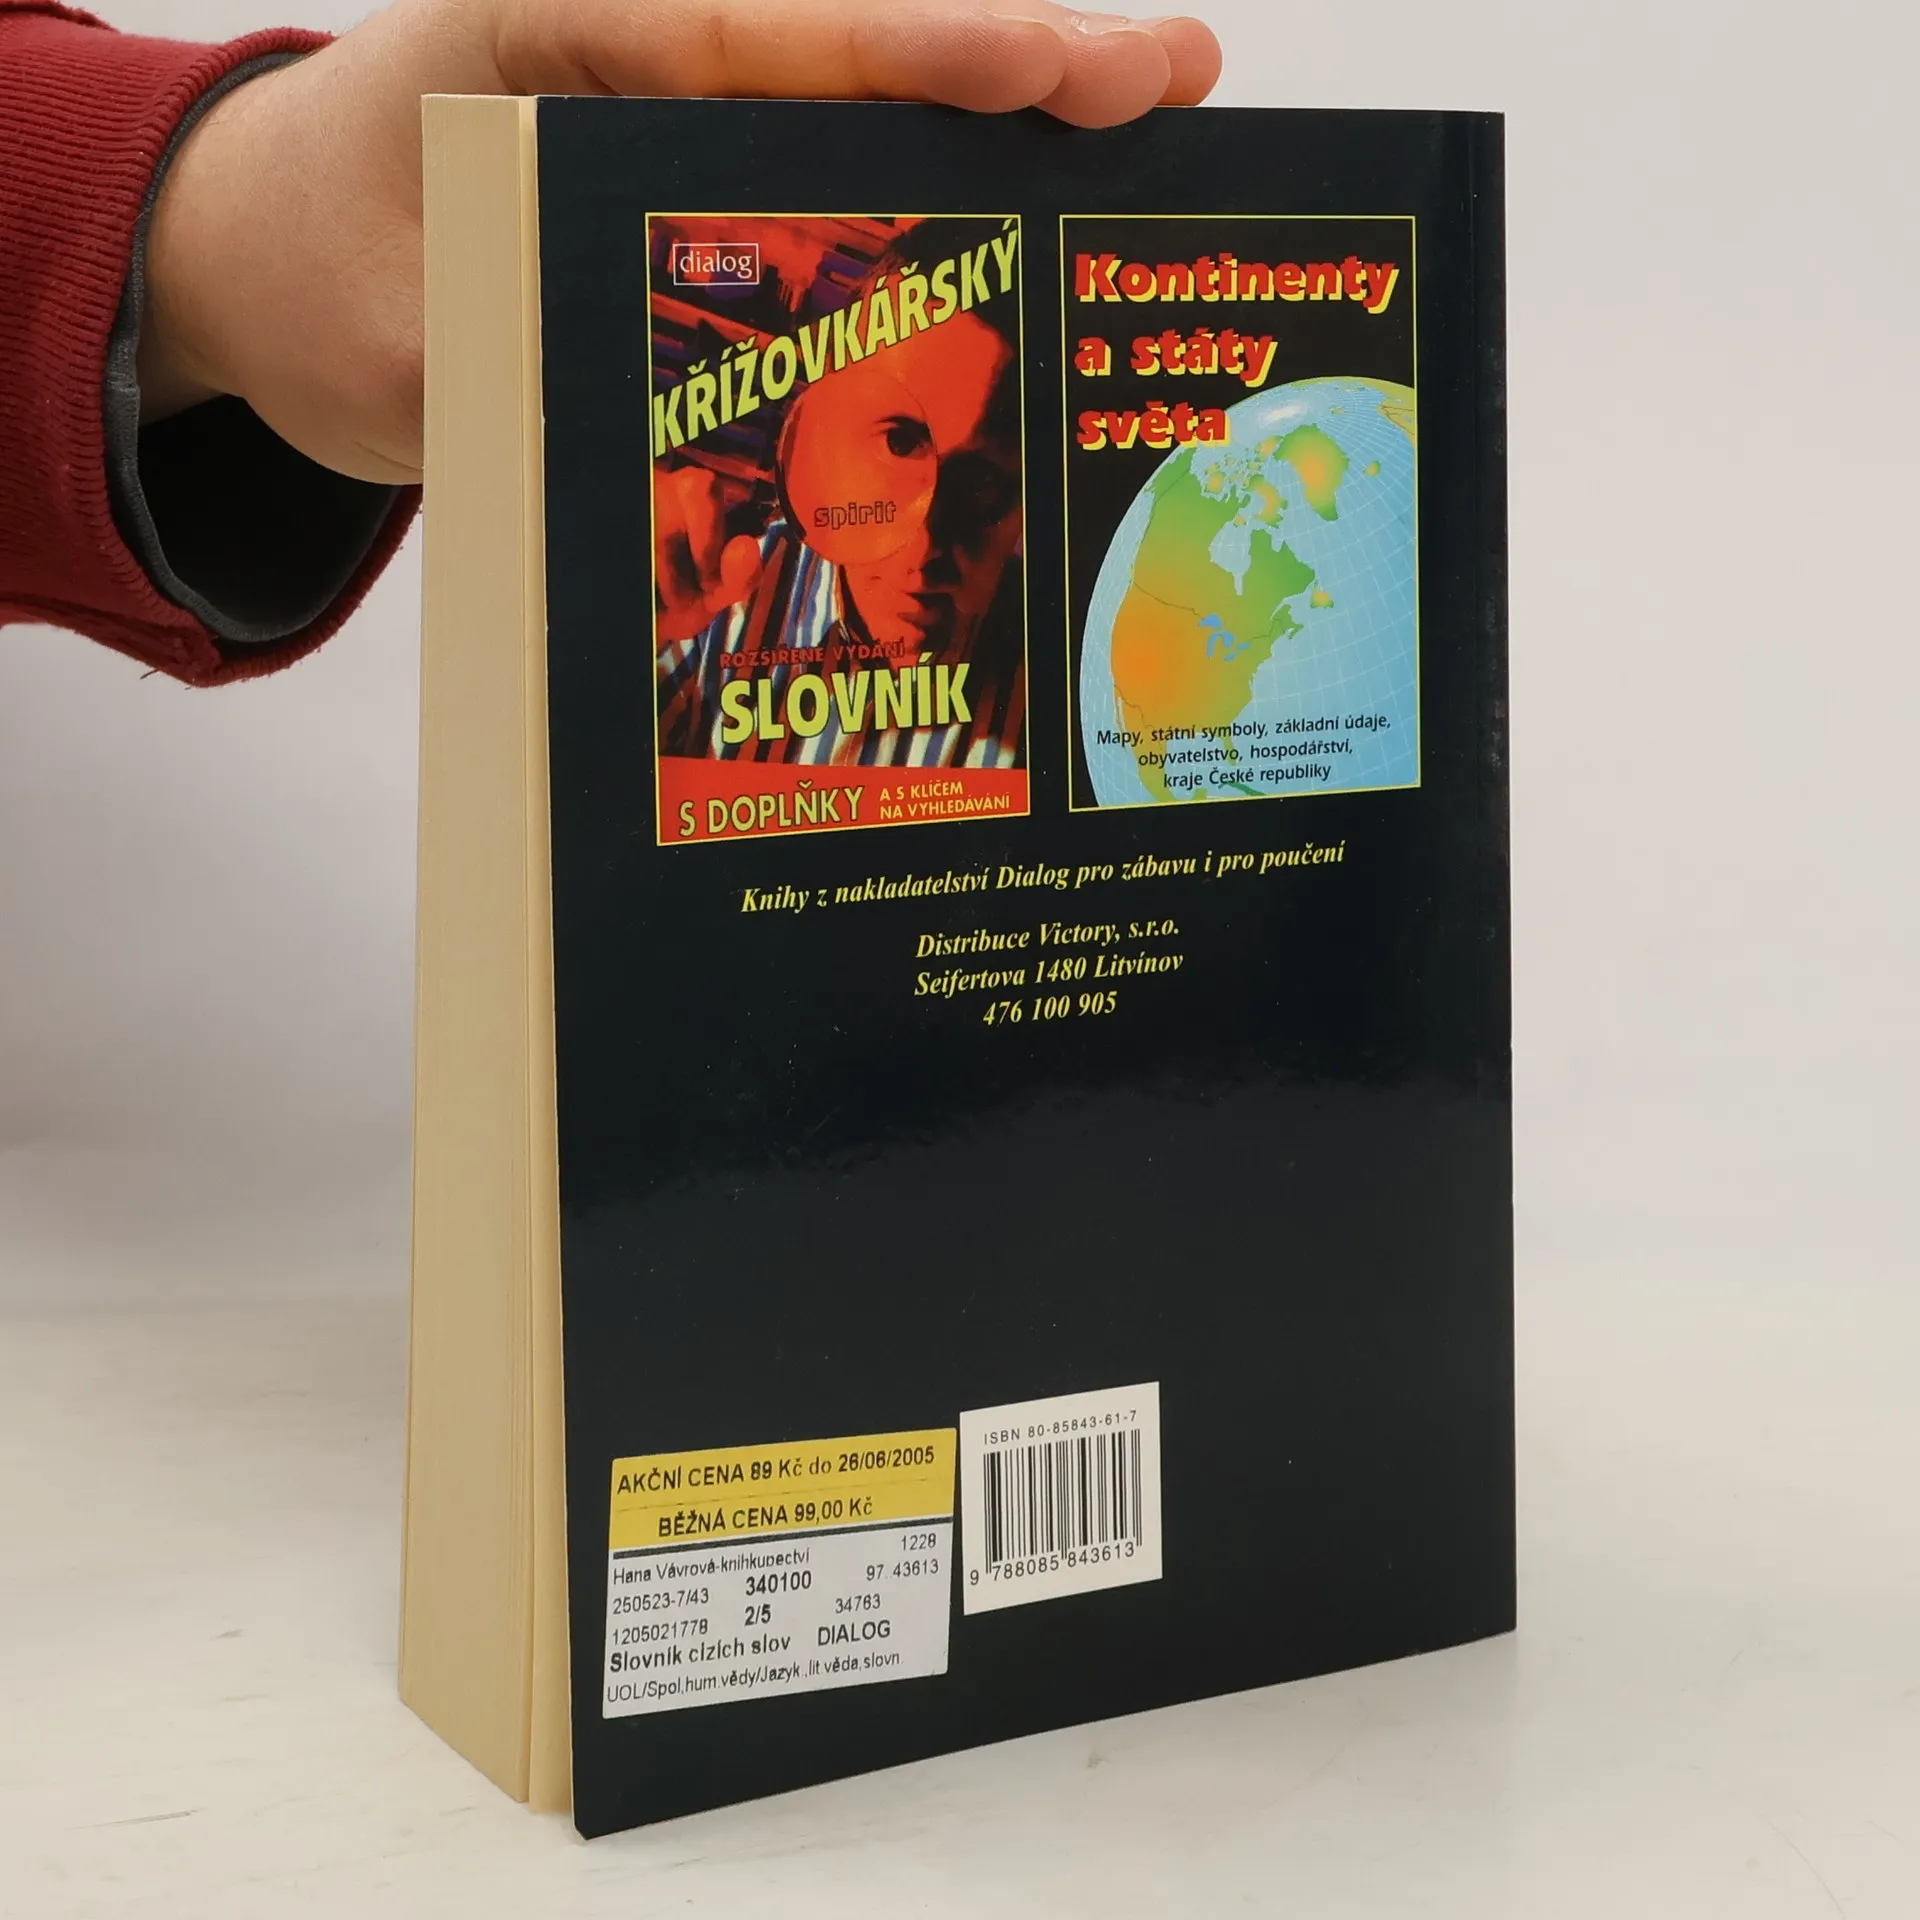 dialog
KŘÍŽOVKÁŘSKÝ
spirit
ROZŠÍŘENÉ VYDÁNÍ
SLOVNÍK
S DOPLŇKY
A S KLÍČEM
NA VYHLEDÁVÁNÍ
Kontinenty
a státy
světa
Mapy, státní symboly, základní údaje,
obyvatelstvo, hospodářství,
kraje České republiky
Knihy z nakladatelství Dialog pro zábavu i pro poučení
Distribuce Victory, s.r.o.
Seifertova 1480 Litvínov
476 100 905
AKČNÍ CENA 89 Kč do 26/06/2005
BĚŽNÁ CENA 99,00 Kč
Hana Vávrová-knihkupectví 1228
250523-7/43 340100 97..43613
1205021778 2/5 34763
Slovník cizích slov DIALOG
UOL/Spol,hum.vědy/Jazyk.,lit.věda,slovn.
ISBN 80-85843-61-7
9 788085 843613